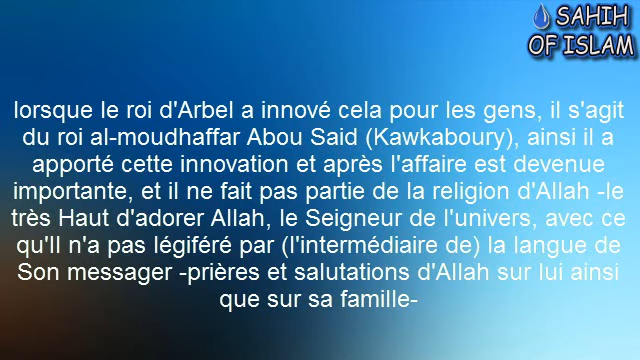 SAHIH
OF ISLAM
lorsque le roi d'Arbel a innové cela pour les gens, il s'agit
du roi al-moudhaffar Abou Said (Kawkaboury), ainsi il a
apporté cette innovation et après l'affaire est devenue
importante, et il ne fait pas partie de la religion d'Allah -le
très Haut d'adorer Allah, le Seigneur de l'univers, avec ce
qu'Il n'a pas légiféré par (l'intermédiaire de) la langue de
Son messager -prières et salutations d'Allah sur lui ainsi
que sur sa famille-